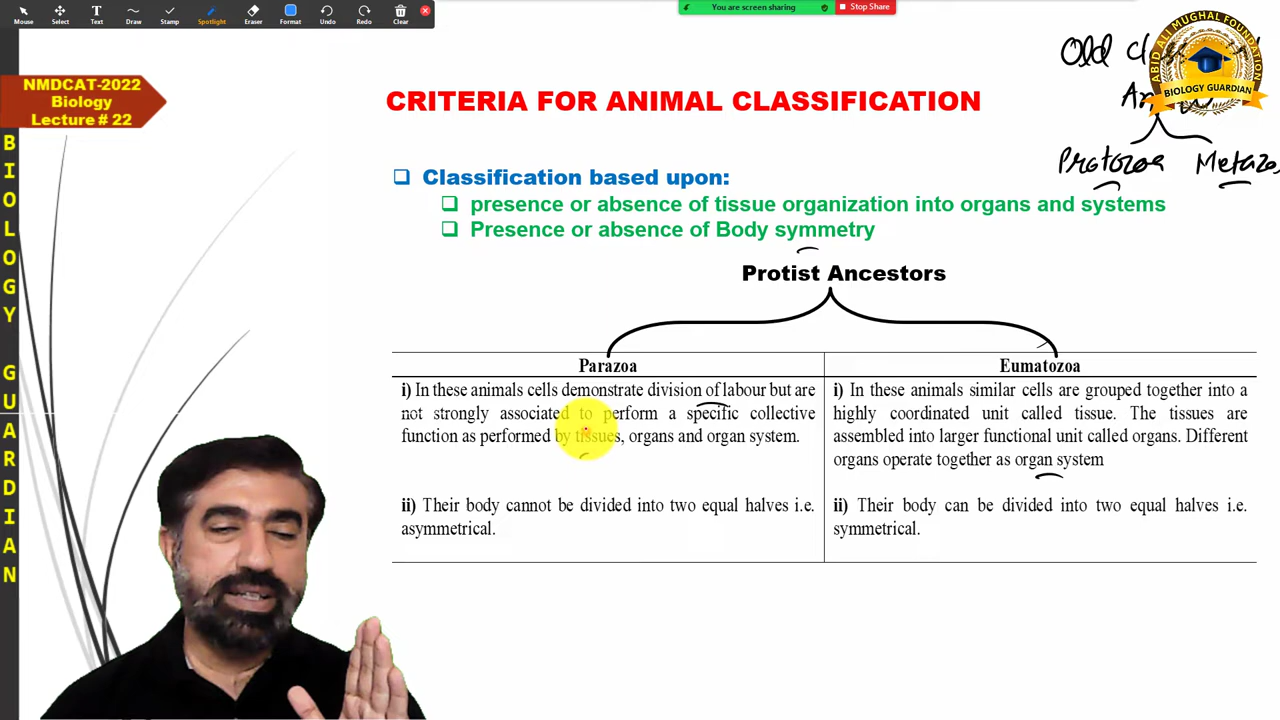 Mouse Select Text Draw Stamp Spotlight Eraser Format Undo Redo Clear
You are screen sharing Stop Share
NMDCAT-2022
Biology
Lecture # 22
BIOLOGY GUARDIAN
Old
ABID ALI MUGHAL FOUNDATION
BIOLOGY GUARDIAN
Protozoa
CRITERIA FOR ANIMAL CLASSIFICATION
❑ Classification based upon:
❑ presence or absence of tissue organization into organs and systems
❑ Presence or absence of Body symmetry
Protist Ancestors
Parazoa
i) In these animals cells demonstrate division of labour but are
not strongly associated to perform a specific collective
function as performed by tissues, organs and organ system.
ii) Their body cannot be divided into two equal halves i.e.
asymmetrical.
Eumatozoa
i) In these animals similar cells are grouped together into a
highly coordinated unit called tissue. The tissues are
assembled into larger functional unit called organs. Different
organs operate together as organ system
ii) Their body can be divided into two equal halves i.e.
symmetrical.